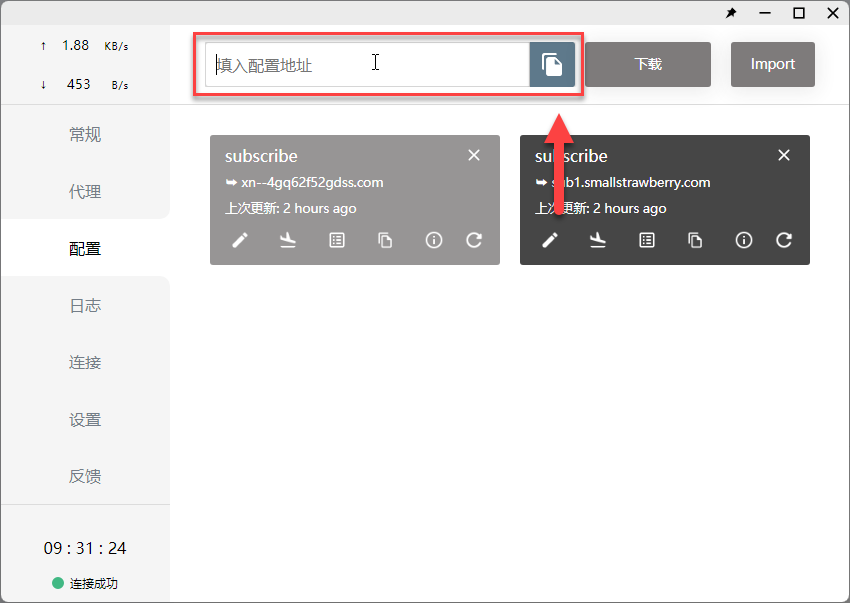 ↑ 1.88 KB/s
↓ 453 B/s
填入配置地址
下载
Import
常规
代理
配置
日志
连接
设置
反馈
09 : 31 : 24
连接成功
subscribe
xn--4gq62f52gdss.com
上次更新: 2 hours ago
subscribe
sub1.smallstrawberry.com
上次更新: 2 hours ago